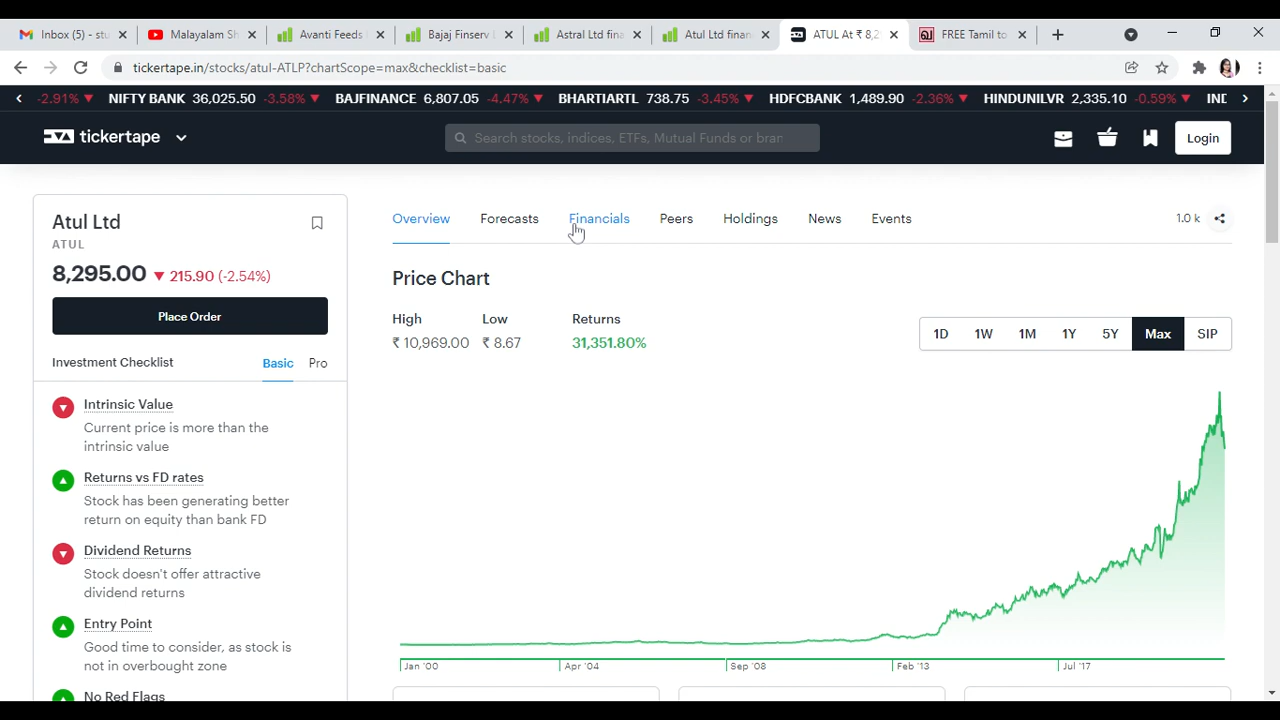 Inbox (5) -
Malayalam Sh
Avanti Feeds
Bajaj Finserv L
Astral Ltd fina
Atul Ltd finan
ATUL At ₹ 8,2
FREE Tamil to
tickertape.in/stocks/atul-ATLP?chartScope=max&checklist=basic
-2.91% ▼ NIFTY BANK 36,025.50 -3.58% ▼ BAJFINANCE 6,807.05 -4.47% ▼ BHARTIARTL 738.75 -3.45% ▼ HDFCBANK 1,489.90 -2.36% ▼ HINDUNILVR 2,335.10 -0.59% ▼
tickertape
Search stocks, indices, ETFs, Mutual Funds or bran
Login
Atul Ltd
ATUL
8,295.00 ▼ 215.90 (-2.54%)
Place Order
Investment Checklist Basic Pro
Intrinsic Value
Current price is more than the
intrinsic value
Returns vs FD rates
Stock has been generating better
return on equity than bank FD
Dividend Returns
Stock doesn't offer attractive
dividend returns
Entry Point
Good time to consider, as stock is
not in overbought zone
No Red Flags
Overview Forecasts Financials Peers Holdings News Events 1.0 k
Price Chart
High Low Returns
₹ 10,969.00 ₹ 8.67 31,351.80%
1D 1W 1M 1Y 5Y Max SIP
Jan '00 Apr '04 Sep '08 Feb '13 Jul '17